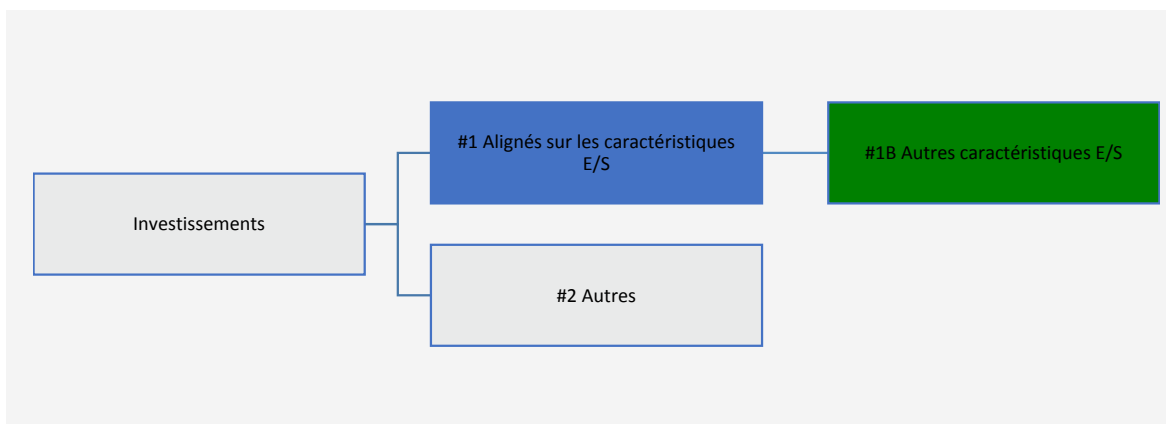 #1 Alignés sur les caractéristiques
E/S
#1B Autres caractéristiques E/S
Investissements
#2 Autres